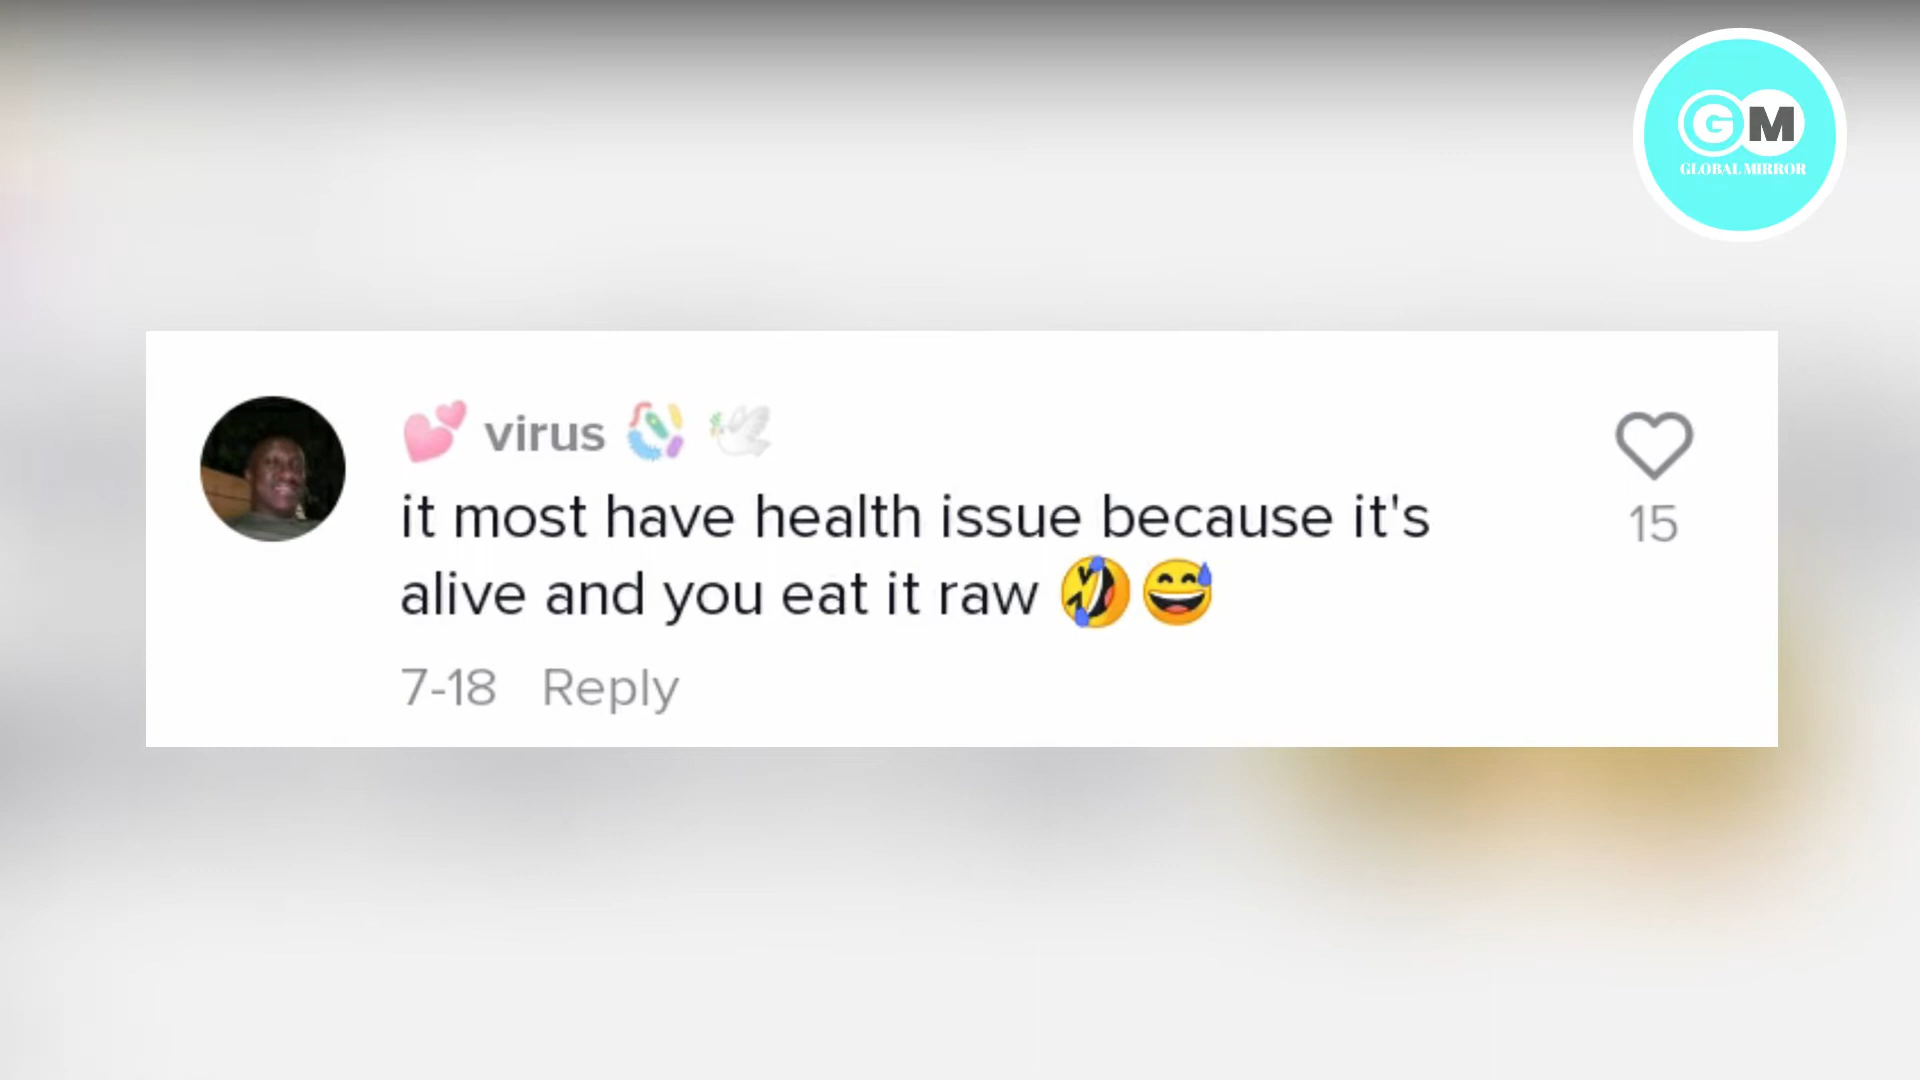 GM
GLOBAL MIRROR
💕 virus 🦠 🕊️
it most have health issue because it's
alive and you eat it raw 🤣😅
7-18 Reply
15